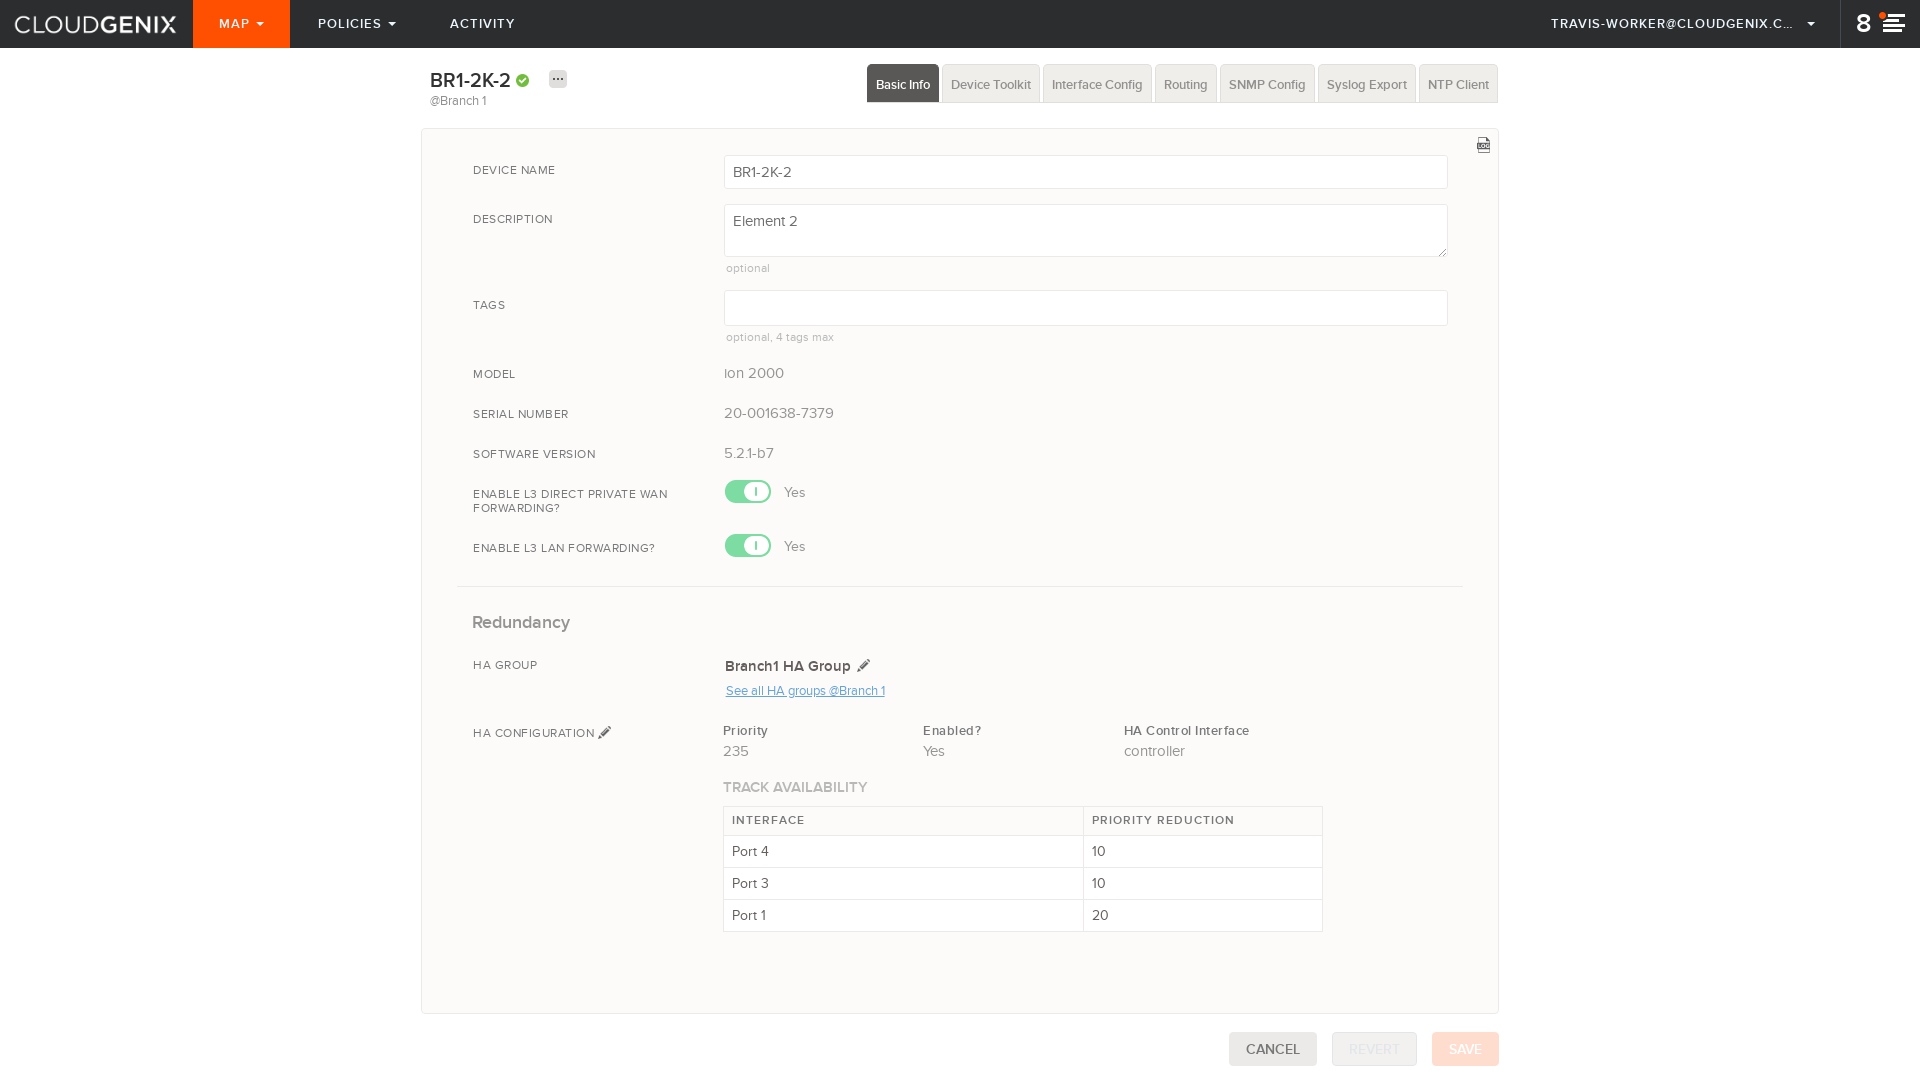 CLOUDGENIX MAP POLICIES ACTIVITY TRAVIS-WORKER@CLOUDGENIX.C... 8
BR1-2K-2 ...
@Branch 1
Basic Info Device Toolkit Interface Config Routing SNMP Config Syslog Export NTP Client
LOG
DEVICE NAME BR1-2K-2
DESCRIPTION Element 2
optional
TAGS
optional, 4 tags max
MODEL ion 2000
SERIAL NUMBER 20-001638-7379
SOFTWARE VERSION 5.2.1-b7
ENABLE L3 DIRECT PRIVATE WAN Yes
FORWARDING?
ENABLE L3 LAN FORWARDING? Yes
Redundancy
HA GROUP Branch1 HA Group
See all HA groups @Branch 1
HA CONFIGURATION Priority Enabled? HA Control Interface
235 Yes controller
TRACK AVAILABILITY
INTERFACE PRIORITY REDUCTION
Port 4 10
Port 3 10
Port 1 20
CANCEL REVERT SAVE